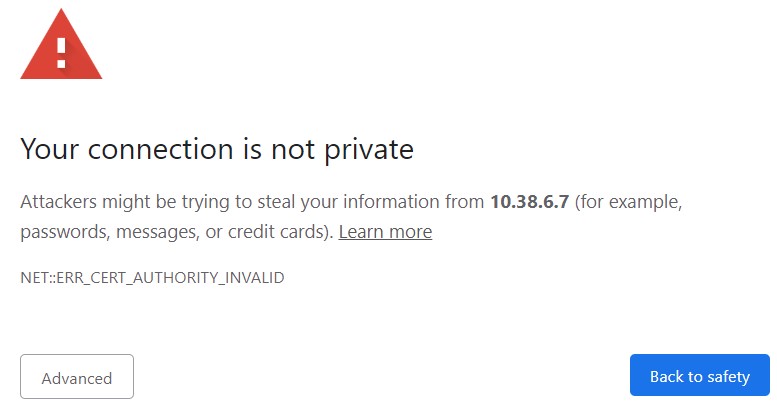 Your connection is not private
Attackers might be trying to steal your information from 10.38.6.7 (for example,
passwords, messages, or credit cards). Learn more
NET::ERR_CERT_AUTHORITY_INVALID
Advanced
Back to safety